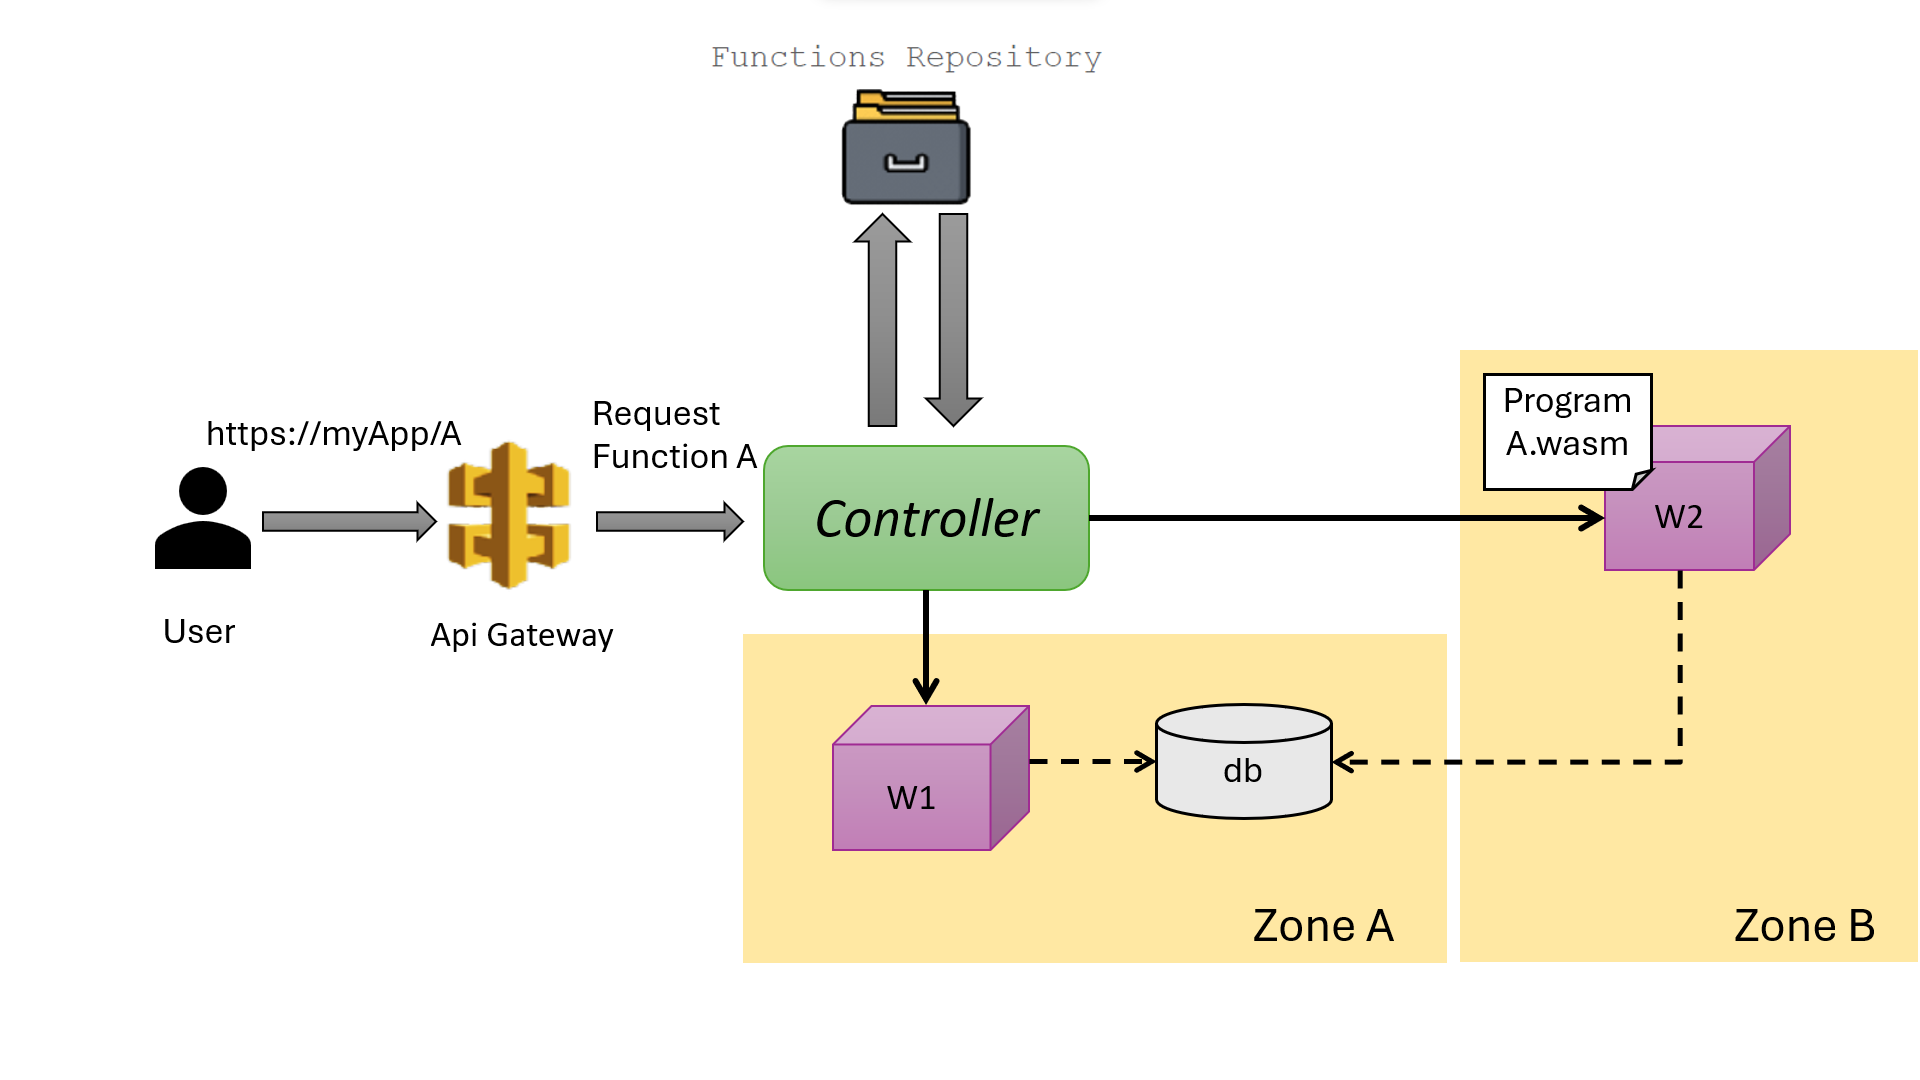 Functions Repository
https://myApp/A
Request
Function A
User
Api Gateway
Controller
Program
A.wasm
W2
W1
db
Zone A
Zone B